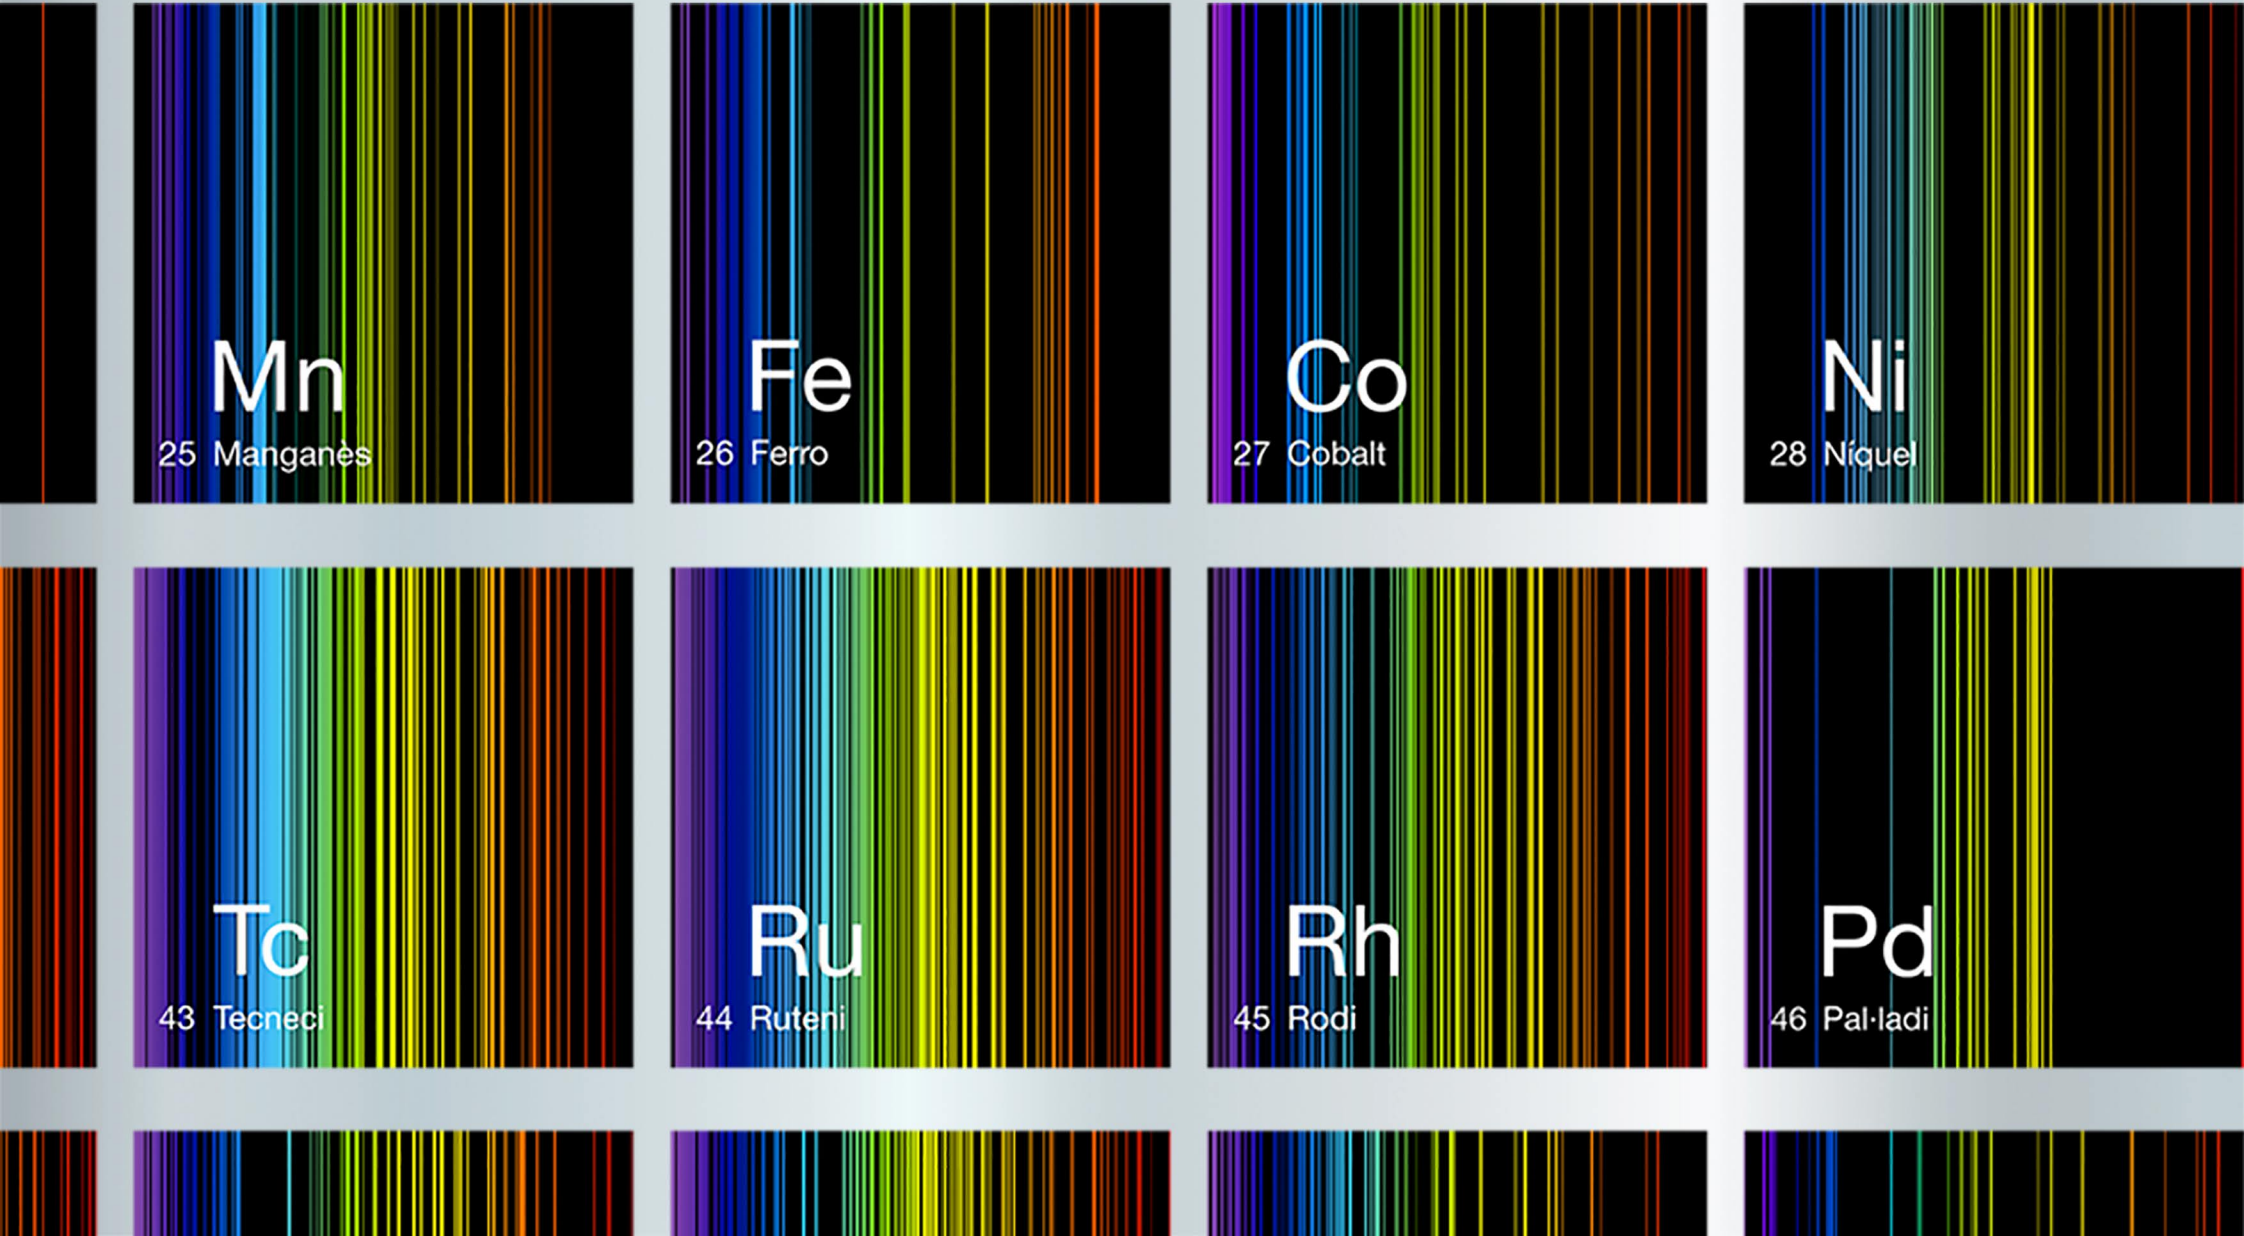 Mn
25 Manganès
Fe
26 Ferro
Co
27 Cobalt
Ni
28 Níquel
Tc
43 Tecneci
Ru
44 Ruteni
Rh
45 Rodi
Pd
46 Pal·ladi